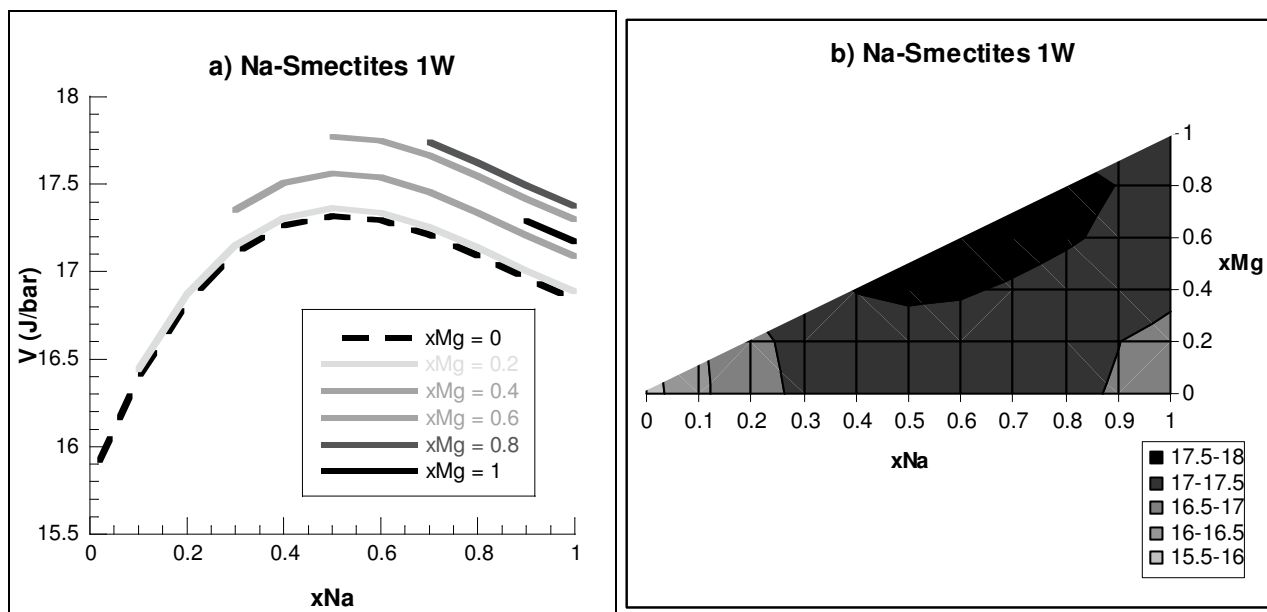 a) Na-Smectites 1W
18
17.5
17
16.5
16
15.5
V (J/bar)
0
0.2
0.4
0.6
0.8
1
xNa
xMg = 0
xMg = 0.2
xMg = 0.4
xMg = 0.6
xMg = 0.8
xMg = 1
b) Na-Smectites 1W
1
0.8
0.6
0.4
0.2
0
xMg
0
0.1
0.2
0.3
0.4
0.5
0.6
0.7
0.8
0.9
1
xNa
17.5-18
17-17.5
16.5-17
16-16.5
15.5-16